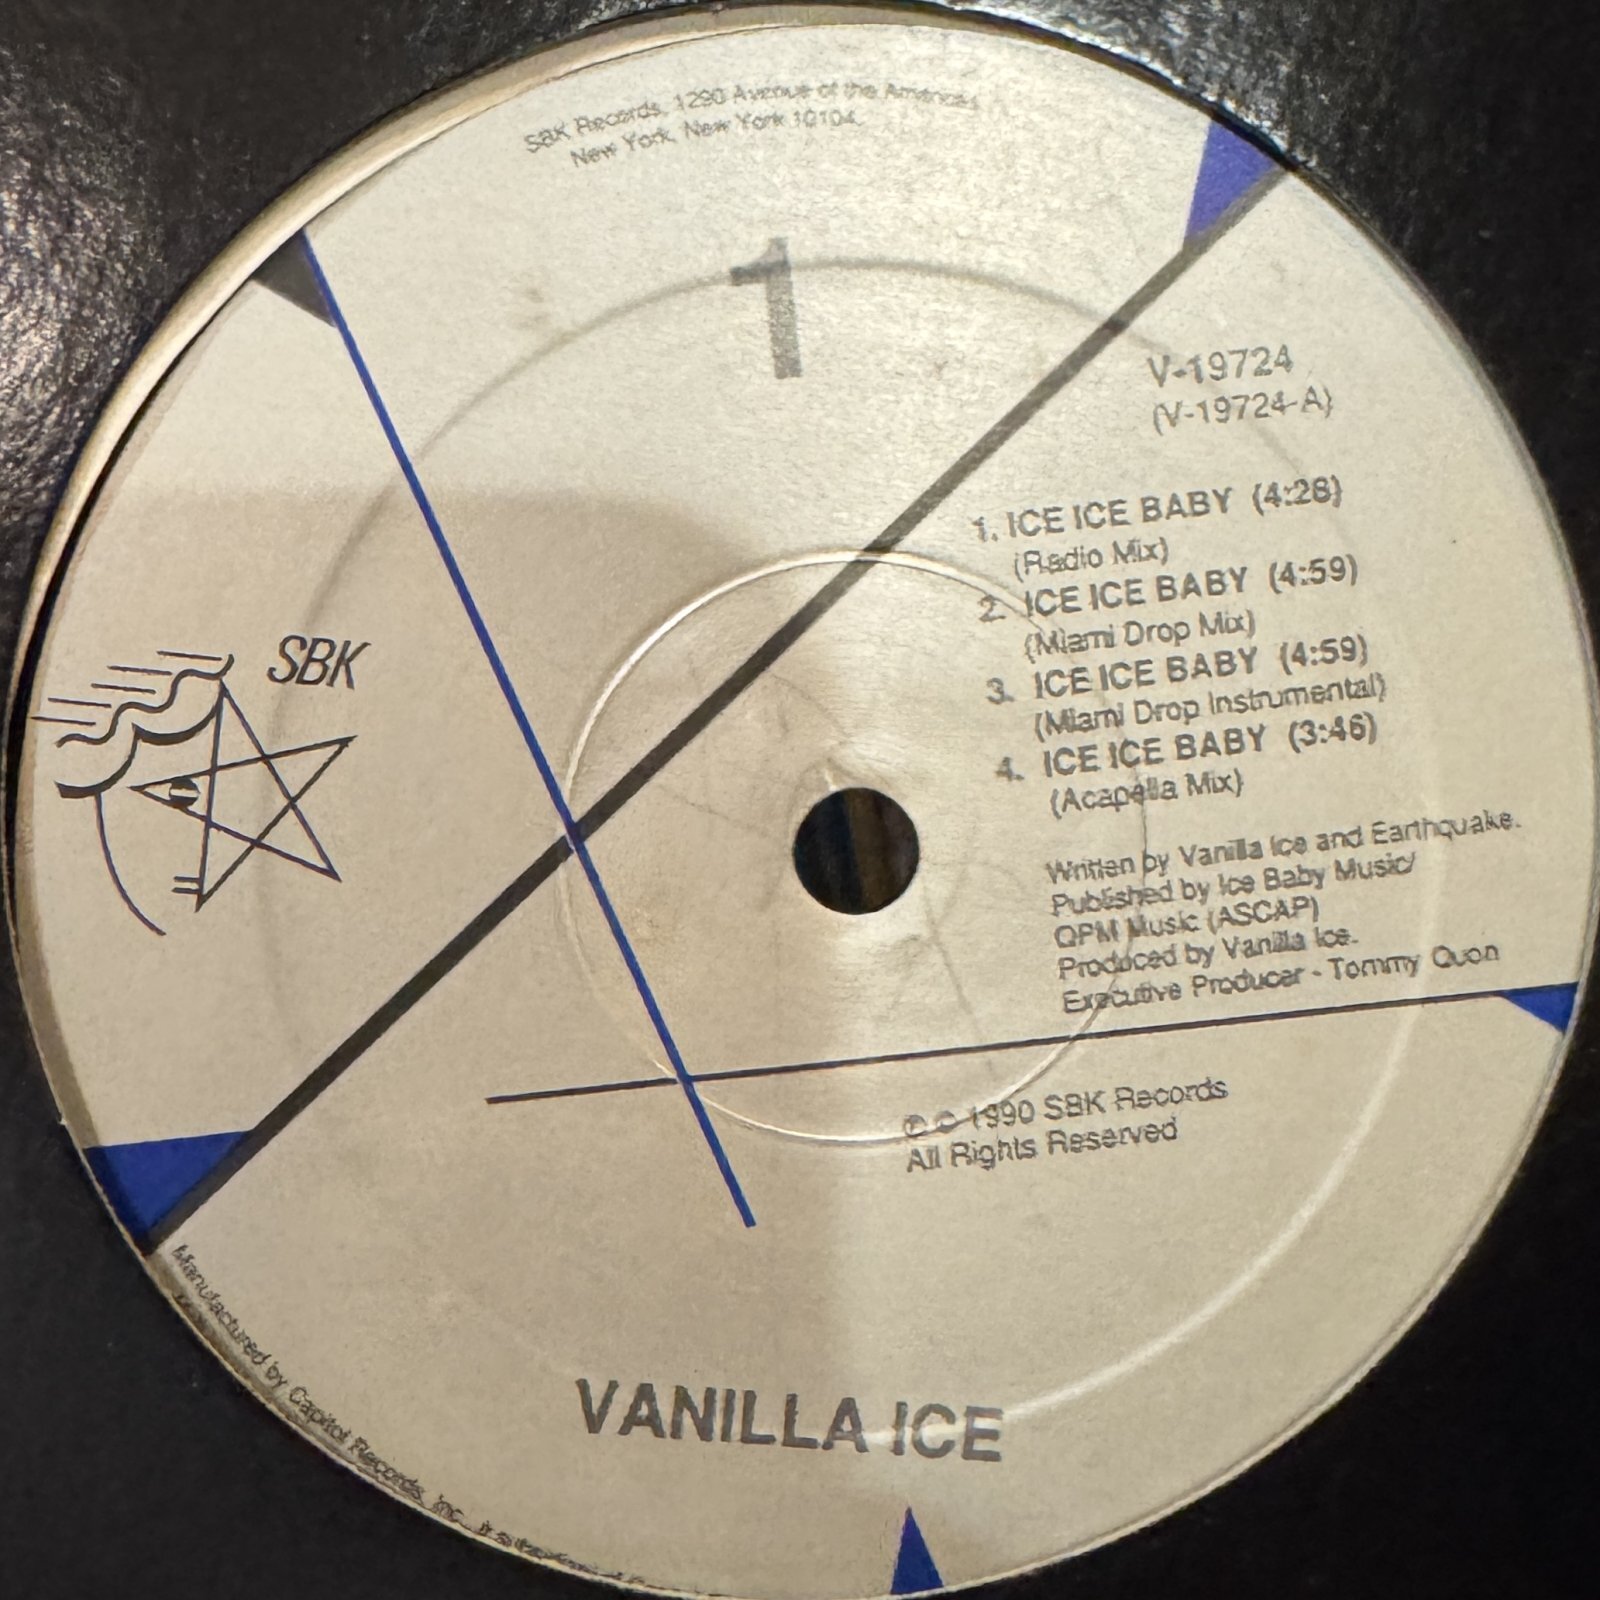 SBK Records, 1290 Avenue of the Americas
New York, New York 10104.
1
V-19724
(V-19724-A)
1. ICE ICE BABY (4:28)
(Radio Mix)
2. ICE ICE BABY (4:59)
(Miami Drop Mix)
3. ICE ICE BABY (4:59)
(Miami Drop Instrumental)
4. ICE ICE BABY (3:46)
(Acapella Mix)
SBK
Written by Vanilla Ice and Earthquake.
Published by Ice Baby Music/
QPM Music (ASCAP)
Produced by Vanilla Ice.
Executive Producer - Tommy Quon
℗ © 1990 SBK Records
All Rights Reserved
VANILLA ICE
Manufactured by Capitol Records, Inc.